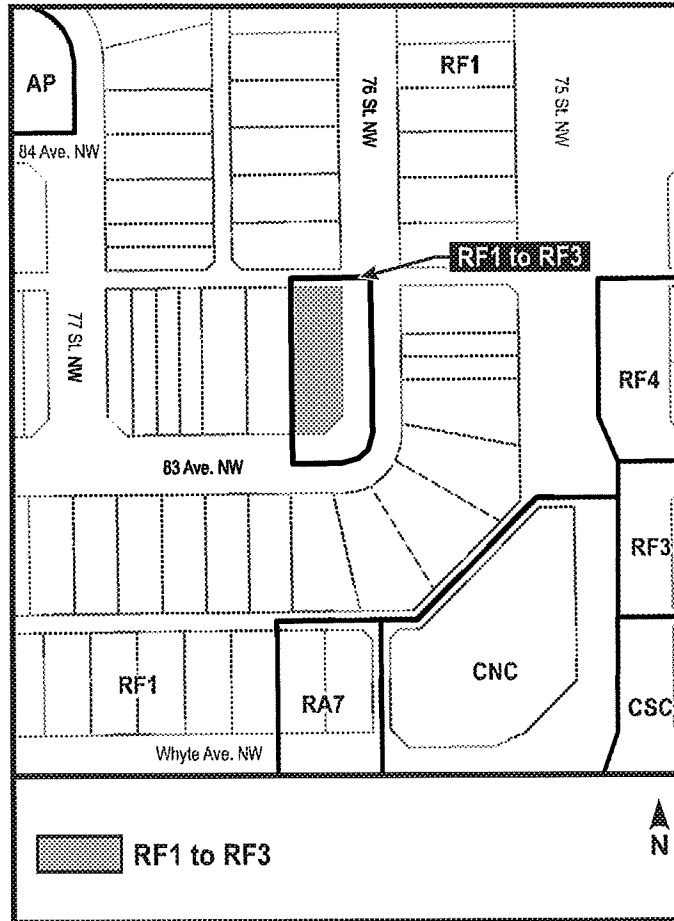 RF1
AP
76 St. NW
75 St. NW
84 Ave. NW
RF1 to RF3
77 St. NW
RF4
83 Ave. NW
RF3
RF1
RA7
CNC
CSC
Whyte Ave. NW
RF1 to RF3
N